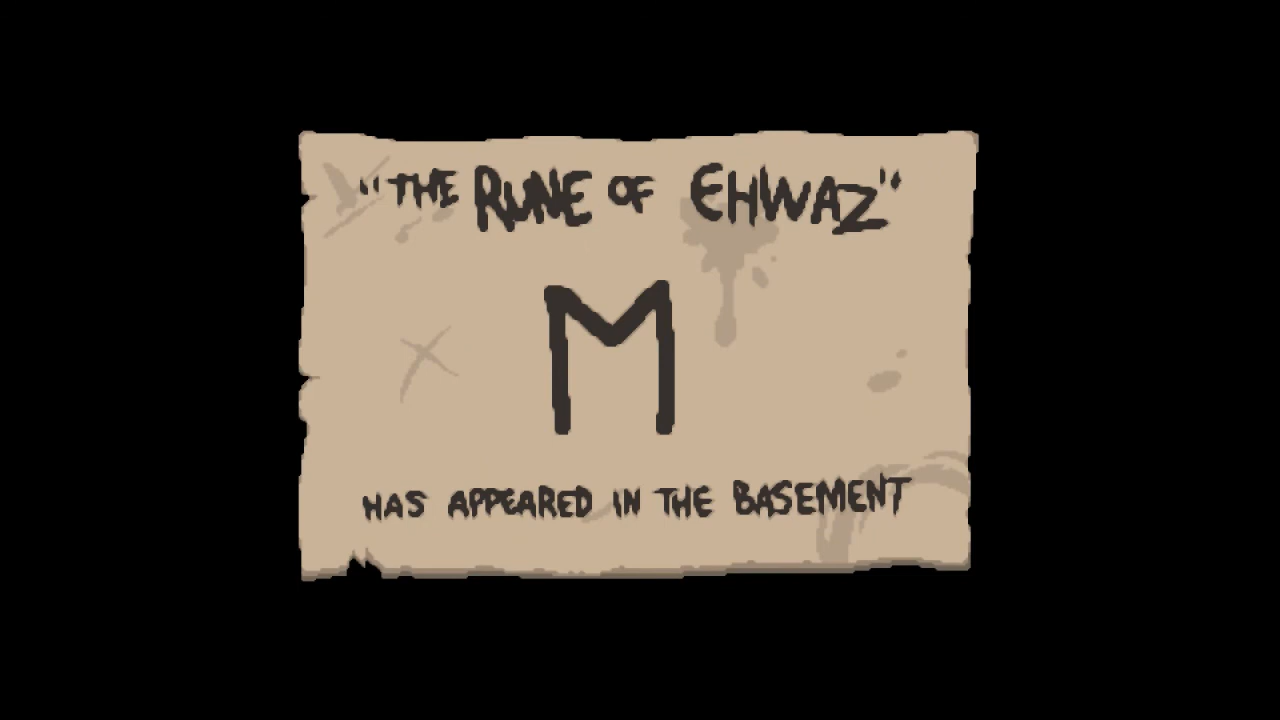 "THE RUNE OF EHWAZ"
ᛖ
HAS APPEARED IN THE BASEMENT